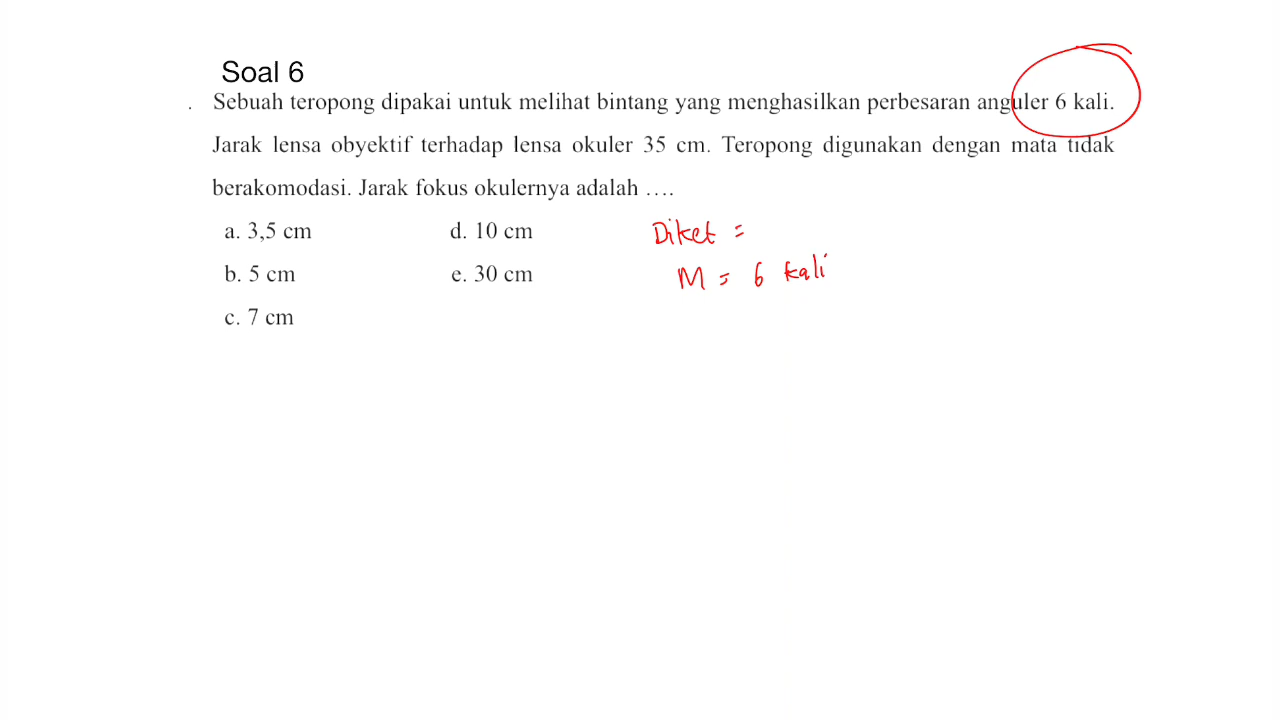 Soal 6
. Sebuah teropong dipakai untuk melihat bintang yang menghasilkan perbesaran anguler 6 kali.
Jarak lensa obyektif terhadap lensa okuler 35 cm. Teropong digunakan dengan mata tidak
berakomodasi. Jarak fokus okulernya adalah ....
a. 3,5 cm d. 10 cm Diket =
b. 5 cm e. 30 cm M = 6 kali
c. 7 cm